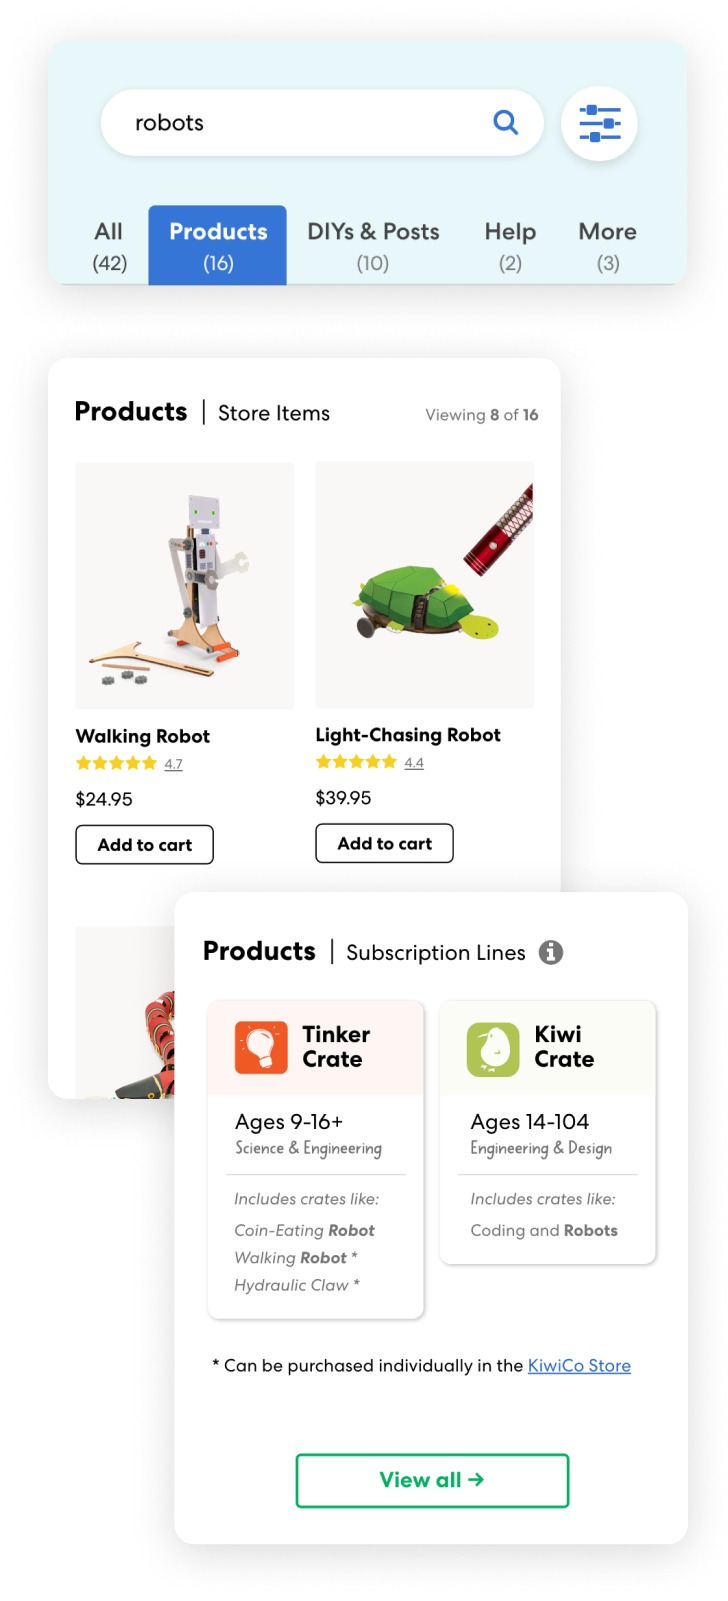 robots
All
(42)
Products
(16)
DIYs & Posts
(10)
Help
(2)
More
(3)
Products | Store Items
Viewing 8 of 16
Walking Robot
4.7
$24.95
Add to cart
Light-Chasing Robot
4.4
$39.95
Add to cart
Products | Subscription Lines
Tinker
Crate
Ages 9-16+
Science & Engineering
Includes crates like:
Coin-Eating Robot
Walking Robot *
Hydraulic Claw *
Kiwi
Crate
Ages 14-104
Engineering & Design
Includes crates like:
Coding and Robots
* Can be purchased individually in the KiwiCo Store
View all →